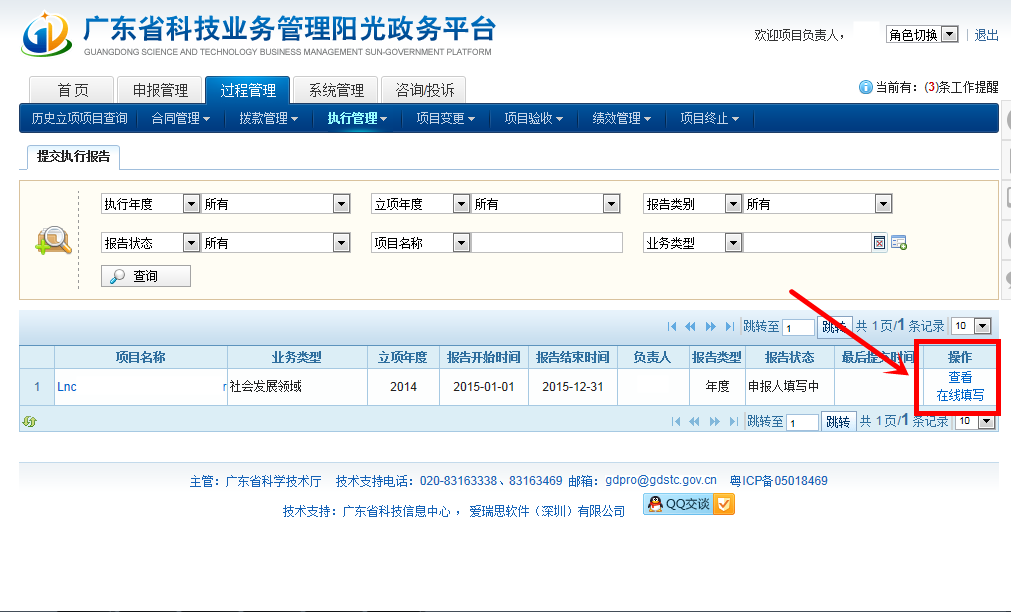 广东省科技业务管理阳光政务平台
GUANGDONG SCIENCE AND TECHNOLOGY BUSINESS MANAGEMENT SUN-GOVERNMENT PLATFORM
欢迎项目负责人， 角色切换 | 退出
首页 申报管理 过程管理 系统管理 咨询/投诉
当前有：(3)条工作提醒
历史立项项目查询 合同管理 拨款管理 执行管理 项目变更 项目验收 绩效管理 项目终止
提交执行报告
执行年度 所有 立项年度 所有 报告类别 所有
报告状态 所有 项目名称 业务类型
查询
跳转至 1 跳转 共 1页/1 条记录 10
项目名称 业务类型 立项年度 报告开始时间 报告结束时间 负责人 报告类型 报告状态 最后提交时间 操作
1 Lnc 社会发展领域 2014 2015-01-01 2015-12-31 年度 申报人填写中 查看
在线填写
跳转至 1 跳转 共 1页/1 条记录 10
主管：广东省科学技术厅 技术支持电话：020-83163338、83163469 邮箱：gdpro@gdstc.gov.cn 粤ICP备05018469
技术支持：广东省科技信息中心 ，爱瑞思软件（深圳）有限公司 QQ交谈